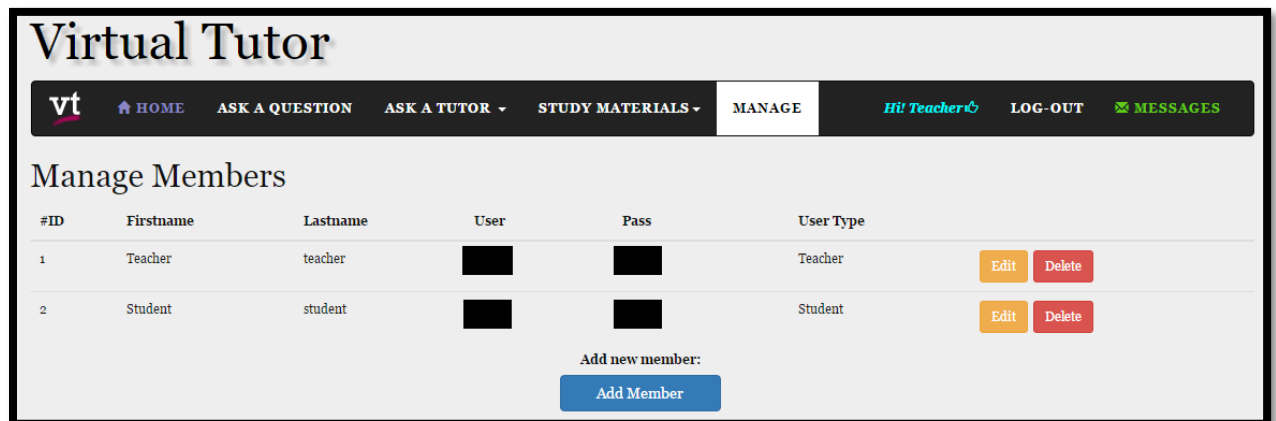 Virtual Tutor
vt HOME ASK A QUESTION ASK A TUTOR STUDY MATERIALS MANAGE Hi! Teacher LOG-OUT MESSAGES
Manage Members
#ID Firstname Lastname User Pass User Type
1 Teacher teacher Teacher Edit Delete
2 Student student Student Edit Delete
Add new member:
Add Member